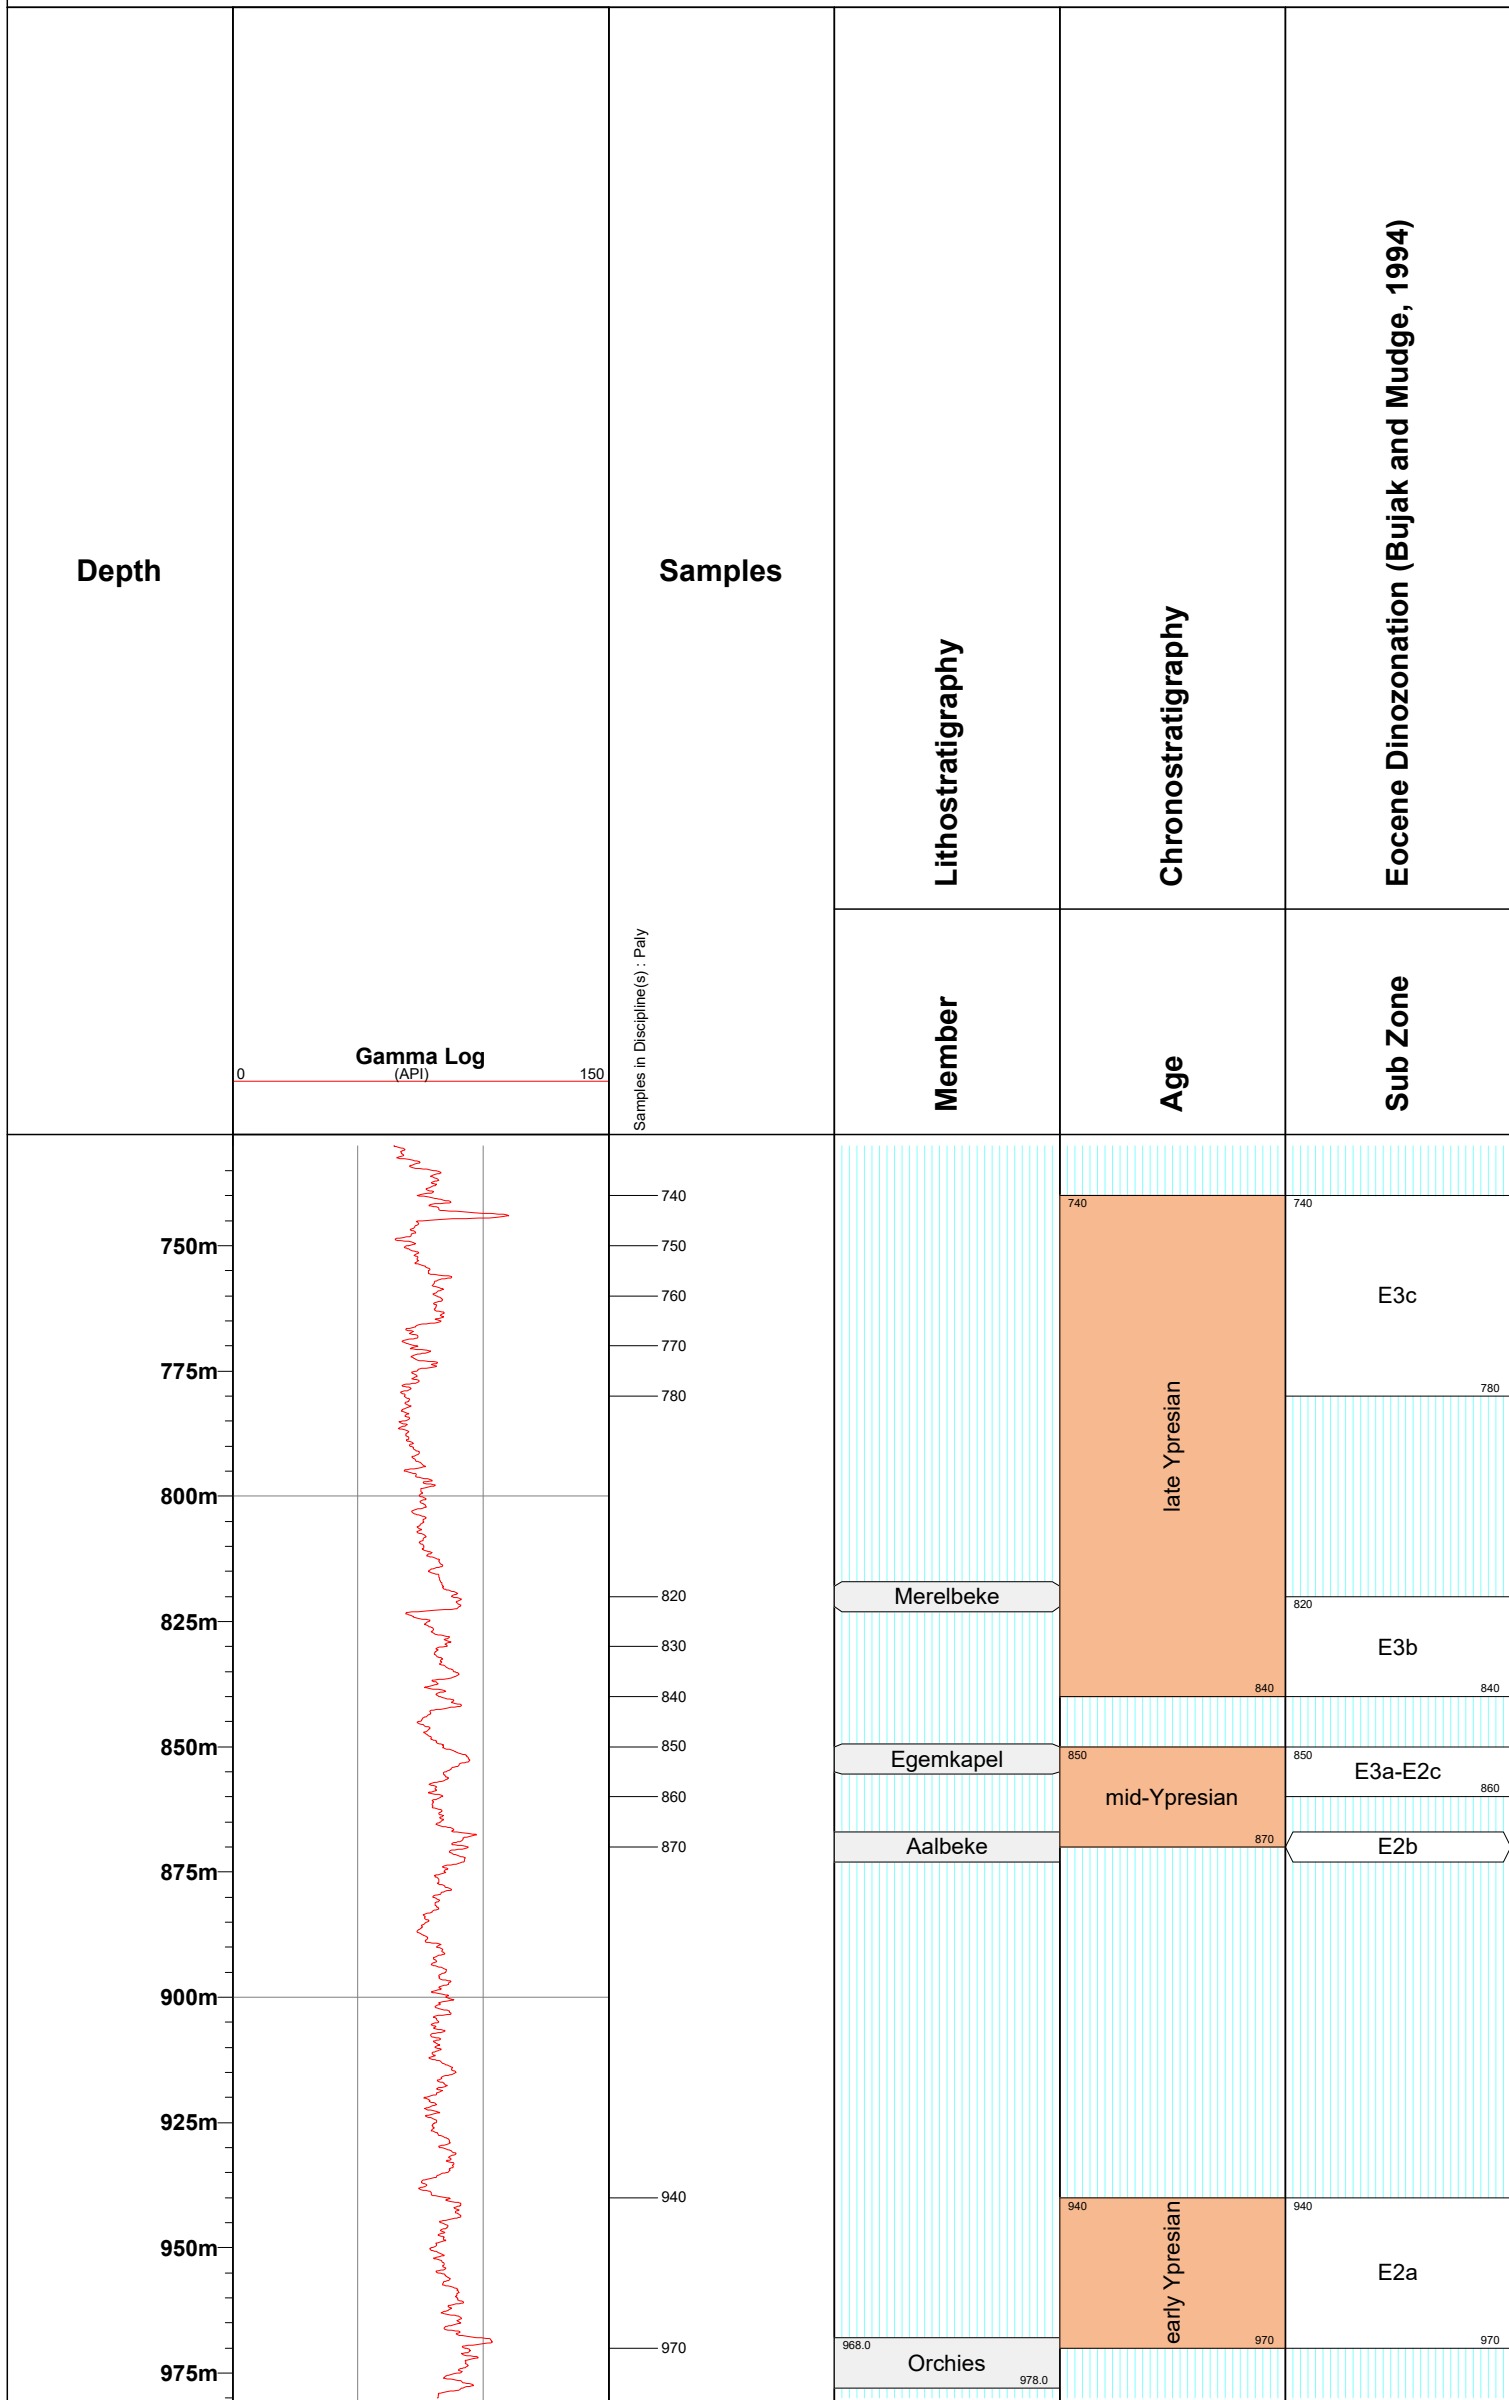 Depth
Gamma Log
0 (API) 150
Samples
Samples in Discipline(s) : Paly
Lithostratigraphy
Member
Chronostratigraphy
Age
Eocene Dinozonation (Bujak and Mudge, 1994)
Sub Zone
750m
775m
800m
825m
850m
875m
900m
925m
950m
975m
740
750
760
770
780
820
830
840
850
860
870
940
970
Merelbeke
Egemkapel
Aalbeke
968.0
Orchies
978.0
740
late Ypresian
840
850
mid-Ypresian
870
940
early Ypresian
970
740
E3c
780
820
E3b
840
850
E3a-E2c
860
E2b
940
E2a
970